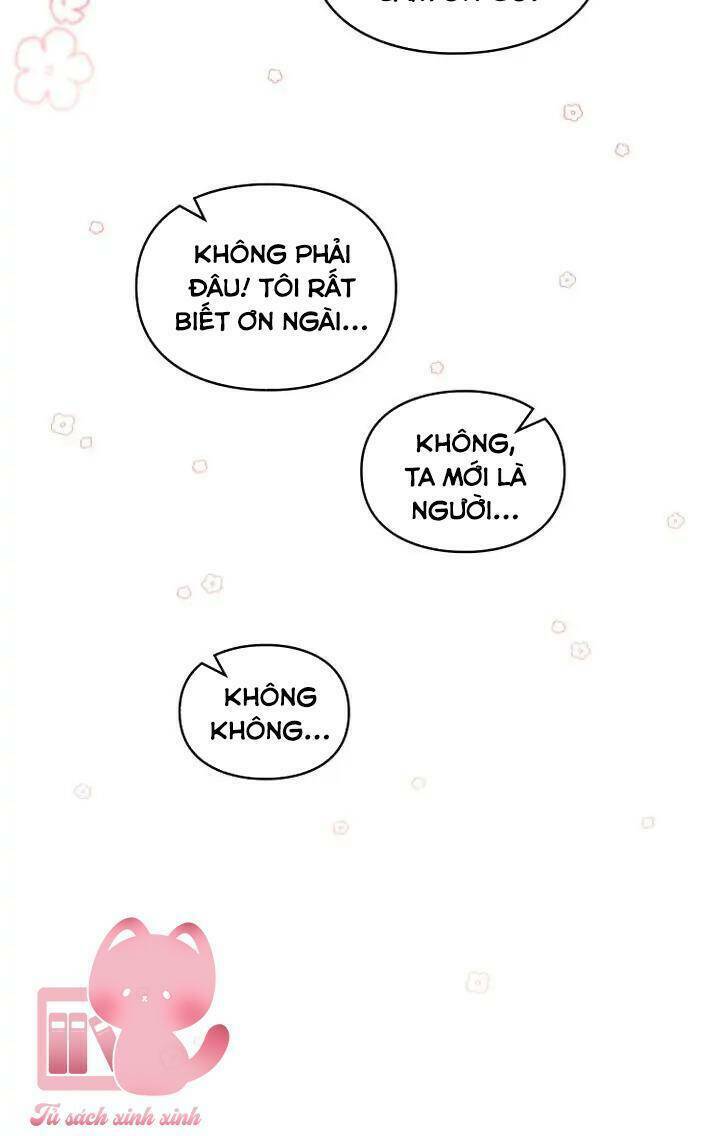 KHÔNG PHẢI
ĐÂU! TÔI RẤT
BIẾT ƠN NGÀI...
KHÔNG,
TA MỚI LÀ
NGƯỜI...
KHÔNG
KHÔNG...
Tủ sách xinh xinh